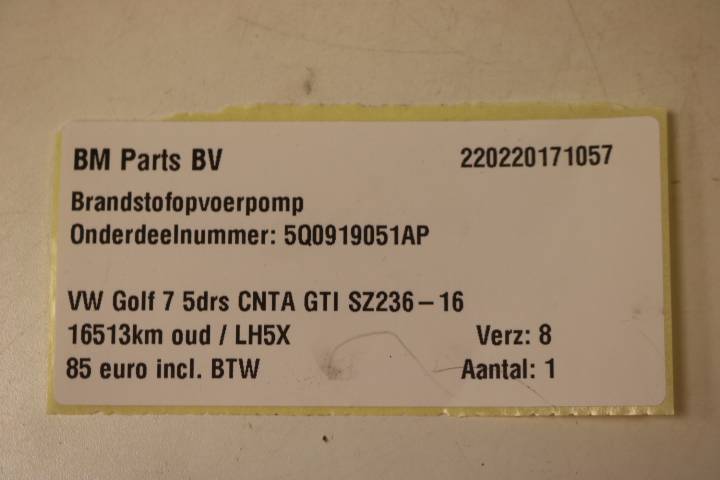 BM Parts BV 220220171057
Brandstofopvoerpomp
Onderdeelnummer: 5Q0919051AP
VW Golf 7 5drs CNTA GTI SZ236-16
16513km oud / LH5X Verz: 8
85 euro incl. BTW Aantal: 1